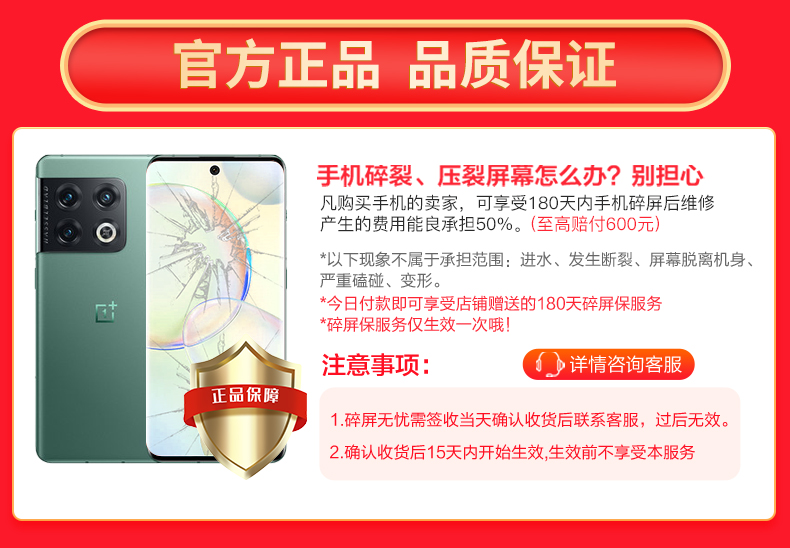 官方正品 品质保证
手机碎裂、压裂屏幕怎么办？别担心
凡购买手机的卖家，可享受180天内手机碎屏后维修
产生的费用能良承担50%。(至高赔付600元)
*以下现象不属于承担范围：进水、发生断裂、屏幕脱离机身、
严重磕碰、变形。
*今日付款即可享受店铺赠送的180天碎屏保服务
*碎屏保服务仅生效一次哦！
注意事项：
详情咨询客服
1.碎屏无忧需签收当天确认收货后联系客服，过后无效。
2.确认收货后15天内开始生效,生效前不享受本服务
HASSELBLAD
正品保障